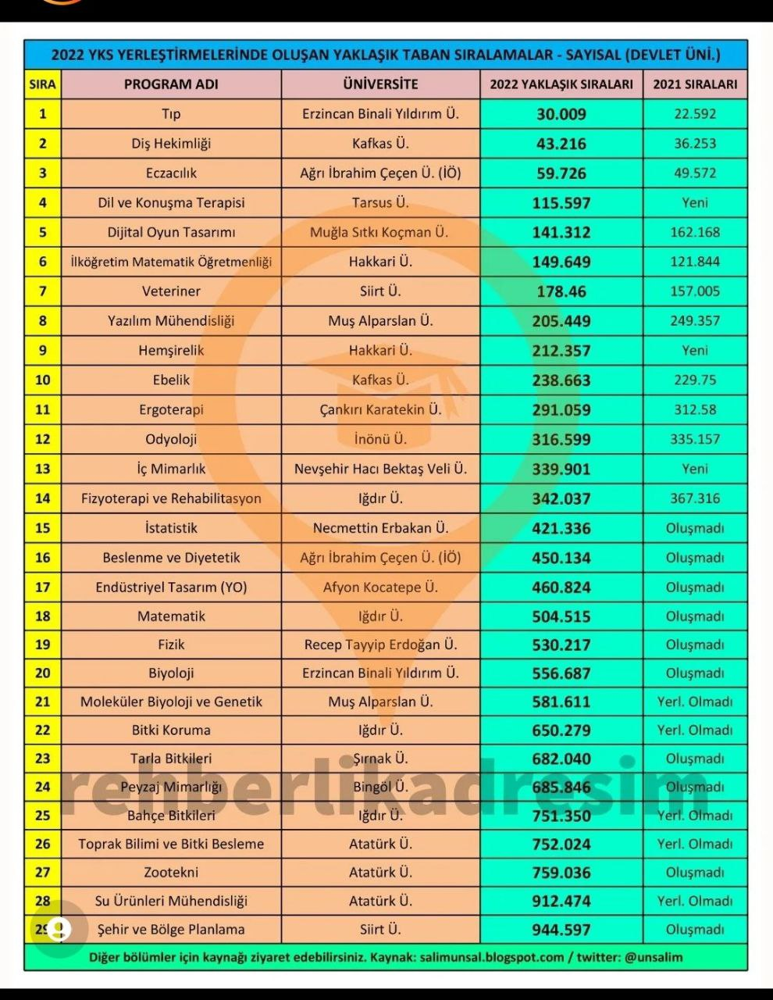 2022 YKS YERLEŞTİRMELERİNDE OLUŞAN YAKLAŞIK TABAN SIRALAMALAR - SAYISAL (DEVLET ÜNİ.)
SIRA PROGRAM ADI ÜNİVERSİTE 2022 YAKLAŞIK SIRALARI 2021 SIRALARI
1 Tıp Erzincan Binali Yıldırım Ü. 30.009 22.592
2 Diş Hekimliği Kafkas Ü. 43.216 36.253
3 Eczacılık Ağrı İbrahim Çeçen Ü. (İÖ) 59.726 49.572
4 Dil ve Konuşma Terapisi Tarsus Ü. 115.597 Yeni
5 Dijital Oyun Tasarımı Muğla Sıtkı Koçman Ü. 141.312 162.168
6 İlköğretim Matematik Öğretmenliği Hakkari Ü. 149.649 121.844
7 Veteriner Siirt Ü. 178.46 157.005
8 Yazılım Mühendisliği Muş Alparslan Ü. 205.449 249.357
9 Hemşirelik Hakkari Ü. 212.357 Yeni
10 Ebelik Kafkas Ü. 238.663 229.75
11 Ergoterapi Çankırı Karatekin Ü. 291.059 312.58
12 Odyoloji İnönü Ü. 316.599 335.157
13 İç Mimarlık Nevşehir Hacı Bektaş Veli Ü. 339.901 Yeni
14 Fizyoterapi ve Rehabilitasyon Iğdır Ü. 342.037 367.316
15 İstatistik Necmettin Erbakan Ü. 421.336 Oluşmadı
16 Beslenme ve Diyetetik Ağrı İbrahim Çeçen Ü. (İÖ) 450.134 Oluşmadı
17 Endüstriyel Tasarım (YO) Afyon Kocatepe Ü. 460.824 Oluşmadı
18 Matematik Iğdır Ü. 504.515 Oluşmadı
19 Fizik Recep Tayyip Erdoğan Ü. 530.217 Oluşmadı
20 Biyoloji Erzincan Binali Yıldırım Ü. 556.687 Oluşmadı
21 Moleküler Biyoloji ve Genetik Muş Alparslan Ü. 581.611 Yerl. Olmadı
22 Bitki Koruma Iğdır Ü. 650.279 Yerl. Olmadı
23 Tarla Bitkileri Şırnak Ü. 682.040 Oluşmadı
24 Peyzaj Mimarlığı Bingöl Ü. 685.846 Oluşmadı
rehberlikadresim
25 Bahçe Bitkileri Iğdır Ü. 751.350 Yerl. Olmadı
26 Toprak Bilimi ve Bitki Besleme Atatürk Ü. 752.024 Yerl. Olmadı
27 Zootekni Atatürk Ü. 759.036 Oluşmadı
28 Su Ürünleri Mühendisliği Atatürk Ü. 912.474 Yerl. Olmadı
29 Şehir ve Bölge Planlama Siirt Ü. 944.597 Oluşmadı
Diğer bölümler için kaynağı ziyaret edebilirsiniz. Kaynak: salimunsal.blogspot.com / twitter: @unsalim